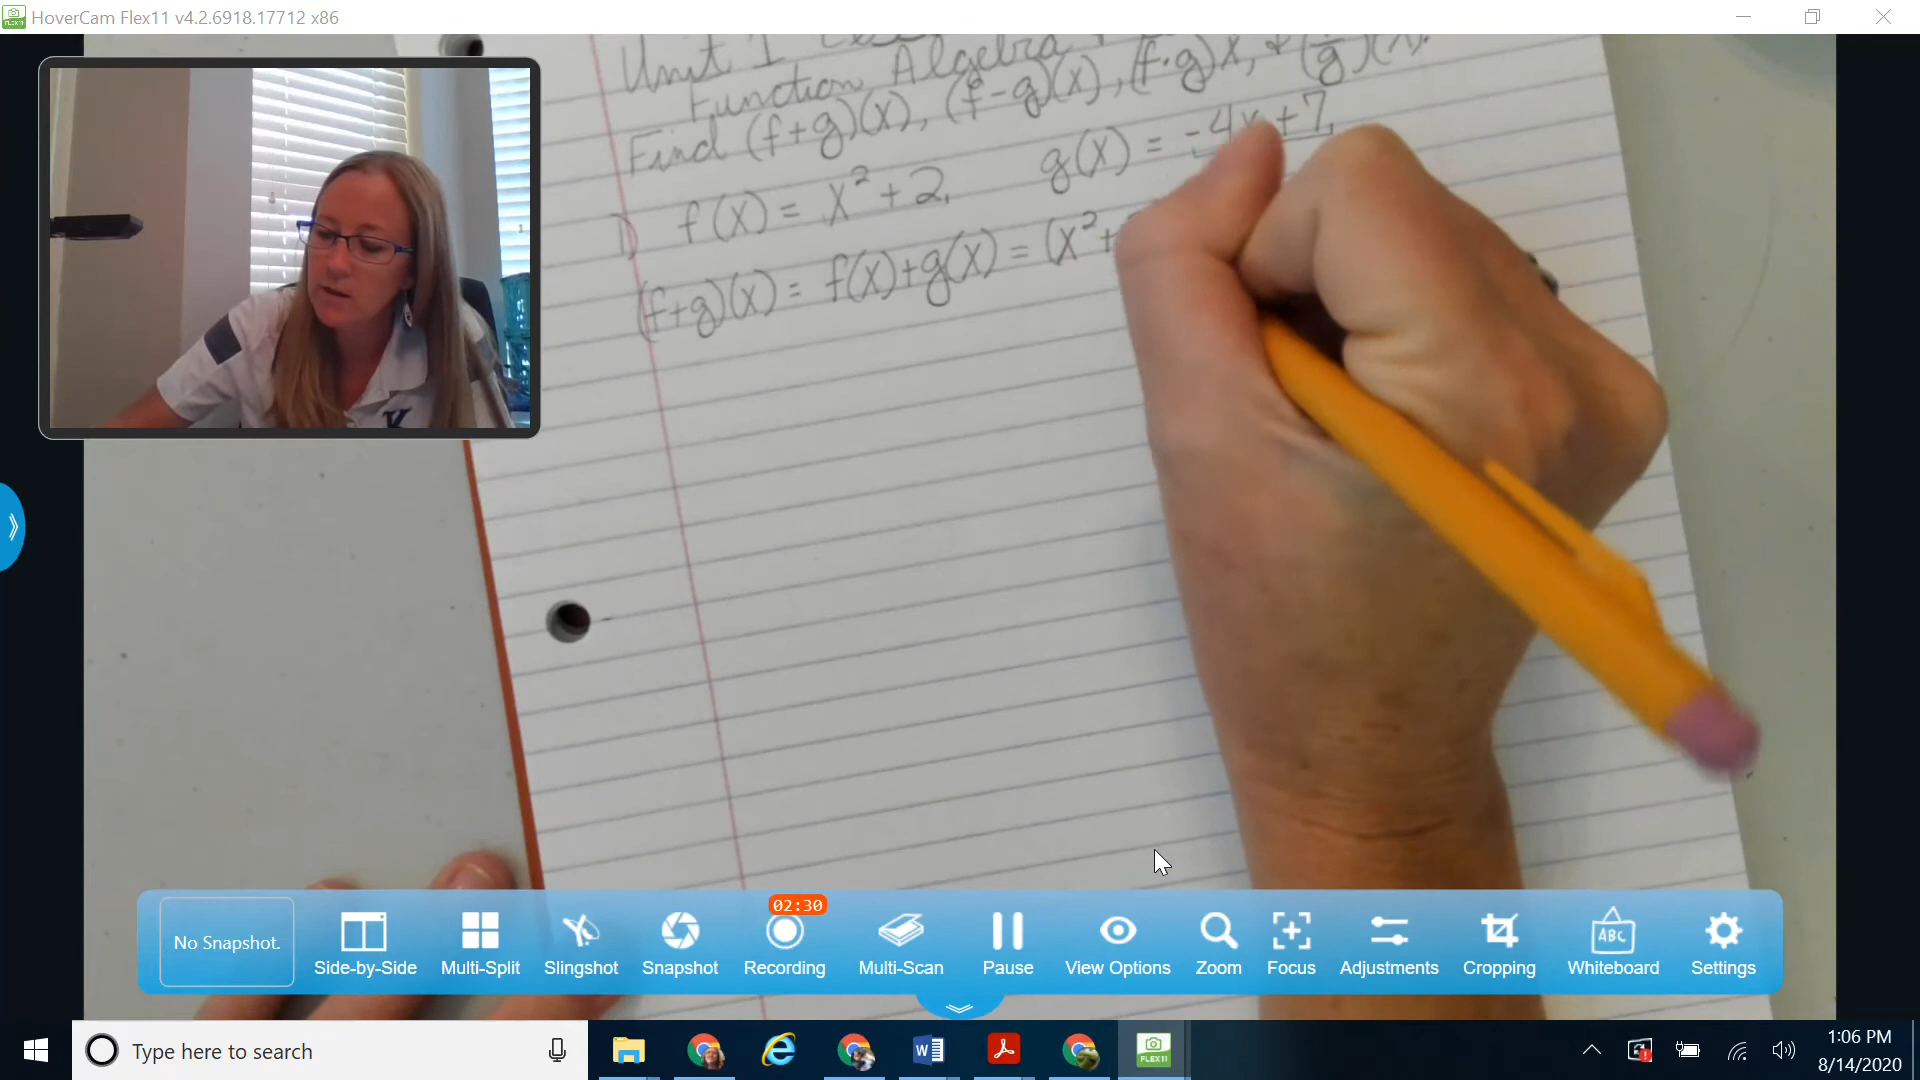 HoverCam Flex11 v4.2.6918.17712 x86
Unit 1
Function Algebra
Find (f+g)(x), (f-g)(x), (f·g)x, + (f/g)(x).
1) f(x) = x² + 2, g(x) = -4x+7,
(f+g)(x) = f(x)+g(x) = (x²+
No Snapshot.
02:30
Side-by-Side Multi-Split Slingshot Snapshot Recording Multi-Scan Pause View Options Zoom Focus Adjustments Cropping Whiteboard Settings
ABC
Type here to search
FLEX11
1:06 PM
8/14/2020